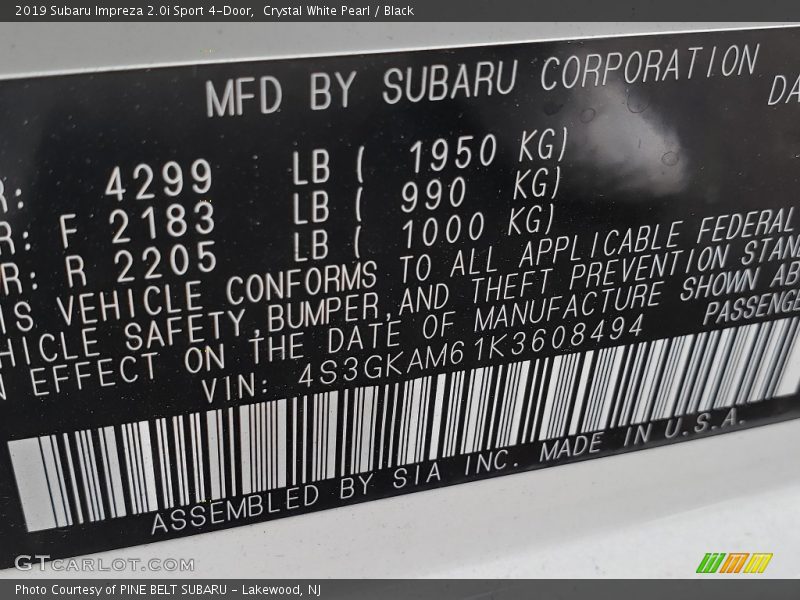 2019 Subaru Impreza 2.0i Sport 4-Door,  Crystal White Pearl / Black
MFD BY SUBARU CORPORATION DA
R: 4299 LB ( 1950 KG)
R: F 2183 LB ( 990 KG)
R: R 2205 LB ( 1000 KG)
IS VEHICLE CONFORMS TO ALL APPLICABLE FEDERAL
HICLE SAFETY,BUMPER,AND THEFT PREVENTION STAN
N EFFECT ON THE DATE OF MANUFACTURE SHOWN AB
VIN: 4S3GKAM61K3608494 PASSENGE
ASSEMBLED BY SIA INC. MADE IN U.S.A.
GTCARLOT.COM
Photo Courtesy of PINE BELT SUBARU - Lakewood, NJ